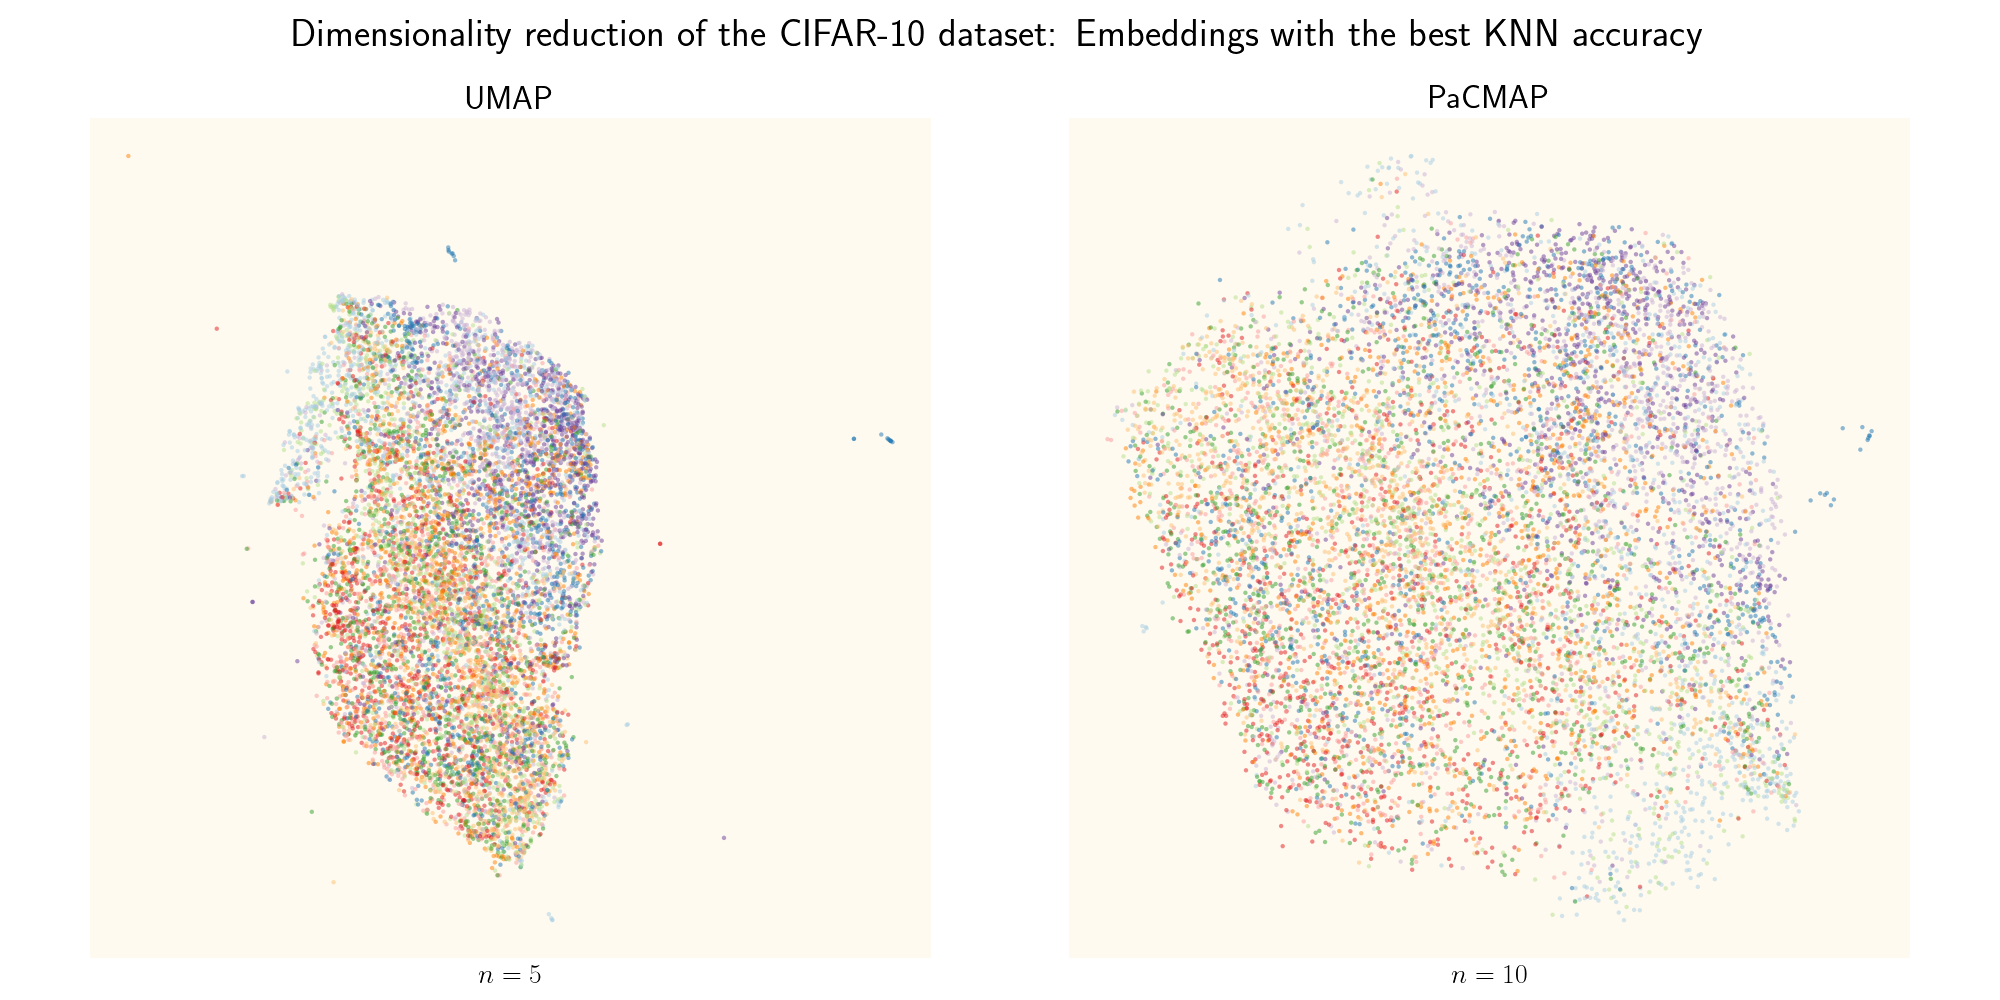 Dimensionality reduction of the CIFAR-10 dataset: Embeddings with the best KNN accuracy
UMAP
PaCMAP
n = 5
n = 10